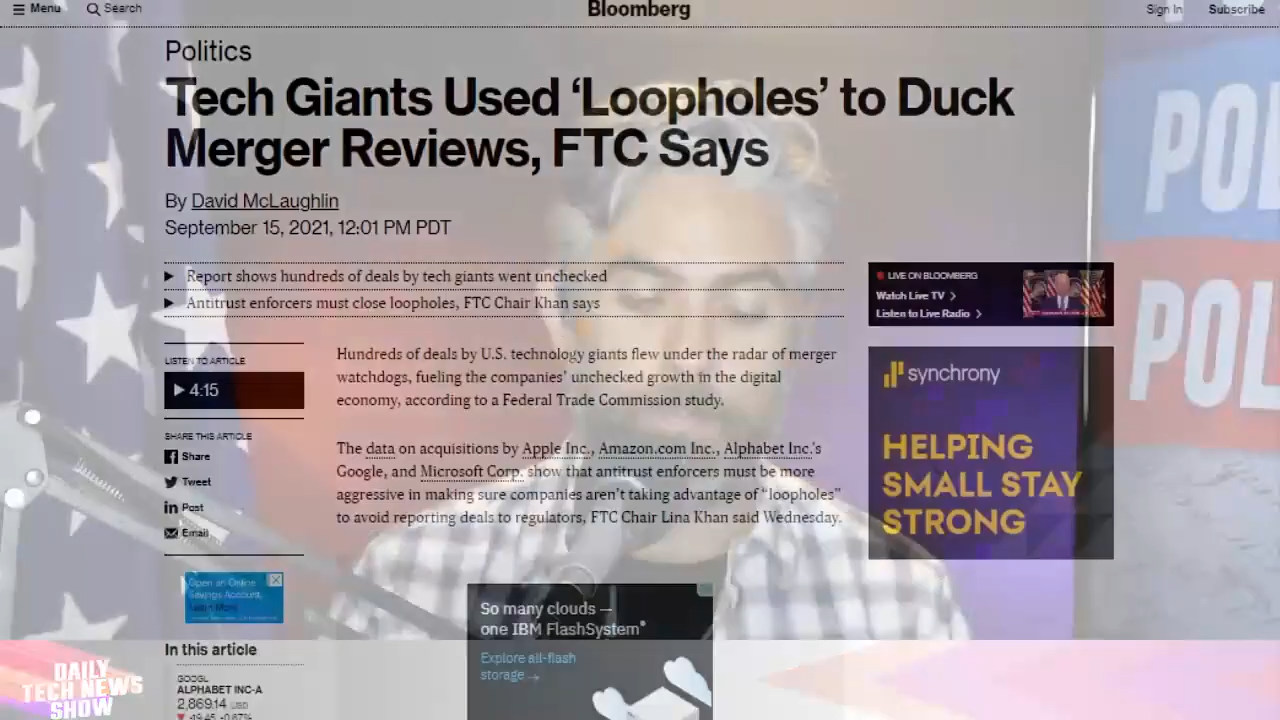 Menu
Search
Bloomberg
Sign In
Subscribe
Politics
Tech Giants Used ‘Loopholes’ to Duck
Merger Reviews, FTC Says
By David McLaughlin
September 15, 2021, 12:01 PM PDT
Report shows hundreds of deals by tech giants went unchecked
Antitrust enforcers must close loopholes, FTC Chair Khan says
LISTEN TO ARTICLE
4:15
SHARE THIS ARTICLE
Share
Tweet
Post
Email
Hundreds of deals by U.S. technology giants flew under the radar of merger
watchdogs, fueling the companies’ unchecked growth in the digital
economy, according to a Federal Trade Commission study.
The data on acquisitions by Apple Inc., Amazon.com Inc., Alphabet Inc.’s
Google, and Microsoft Corp. show that antitrust enforcers must be more
aggressive in making sure companies aren’t taking advantage of “loopholes”
to avoid reporting deals to regulators, FTC Chair Lina Khan said Wednesday.
LIVE ON BLOOMBERG
Watch Live TV
Listen to Live Radio
synchrony
HELPING
SMALL STAY
STRONG
POL
POL
Open an Online
Savings Account.
Learn More
So many clouds —
one IBM FlashSystem®
Explore all-flash
storage →
In this article
GOOGL
ALPHABET INC-A
2,869.14 USD
▼ -19.45 -0.67%
DAILY
TECH NEWS
SHOW